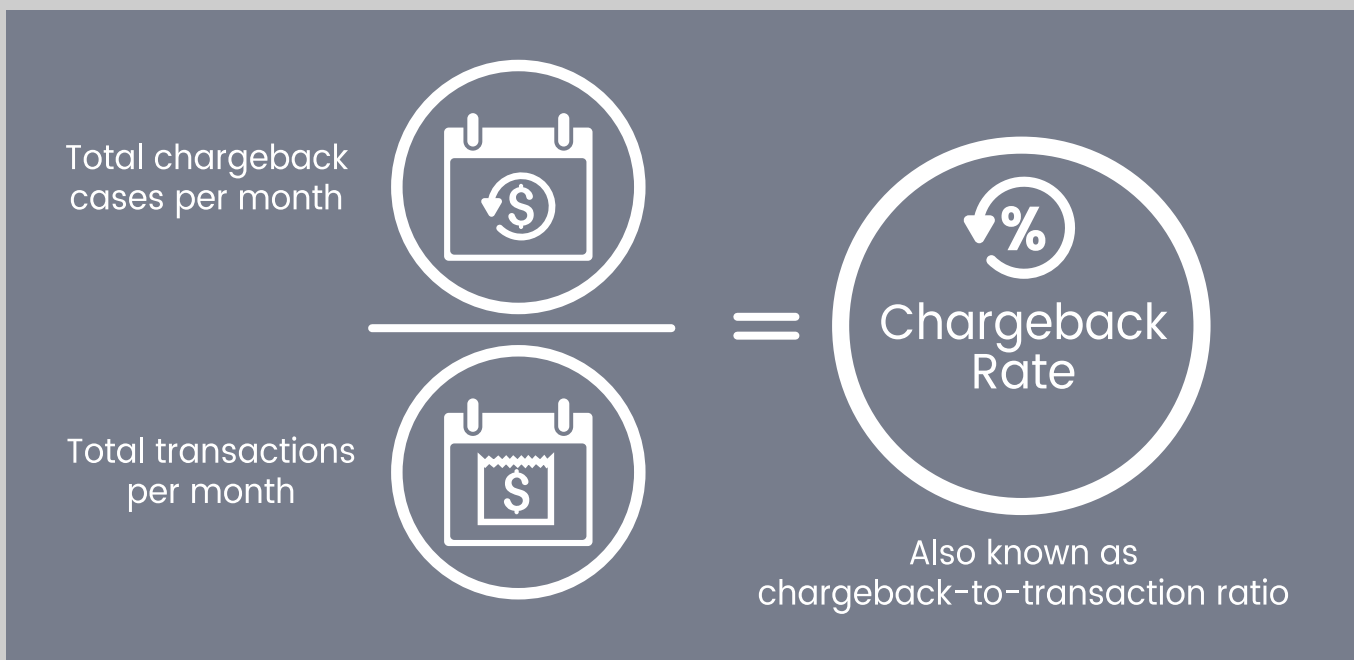 Total chargeback
cases per month
Total transactions
per month
=
%
Chargeback
Rate
Also known as
chargeback-to-transaction ratio